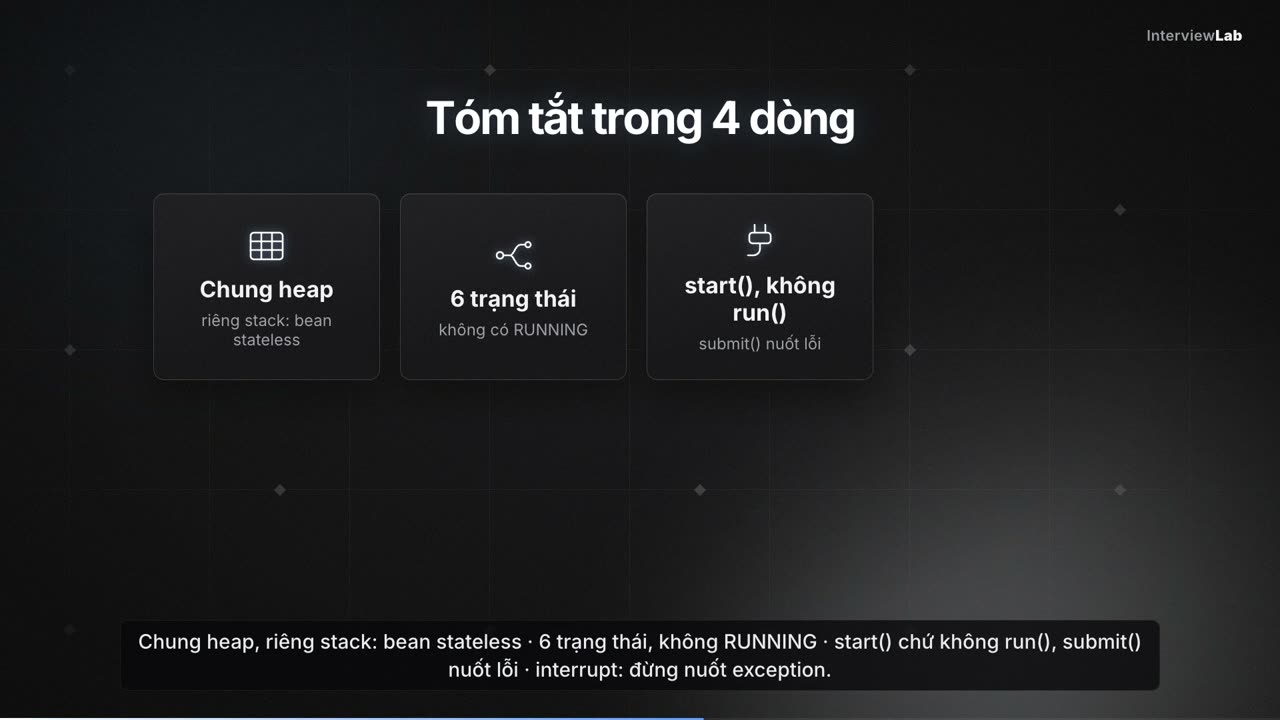 InterviewLab
Tóm tắt trong 4 dòng
Chung heap
riêng stack: bean
stateless
6 trạng thái
không có RUNNING
start(), không
run()
submit() nuốt lỗi
Chung heap, riêng stack: bean stateless · 6 trạng thái, không RUNNING · start() chứ không run(), submit()
nuốt lỗi · interrupt: đừng nuốt exception.